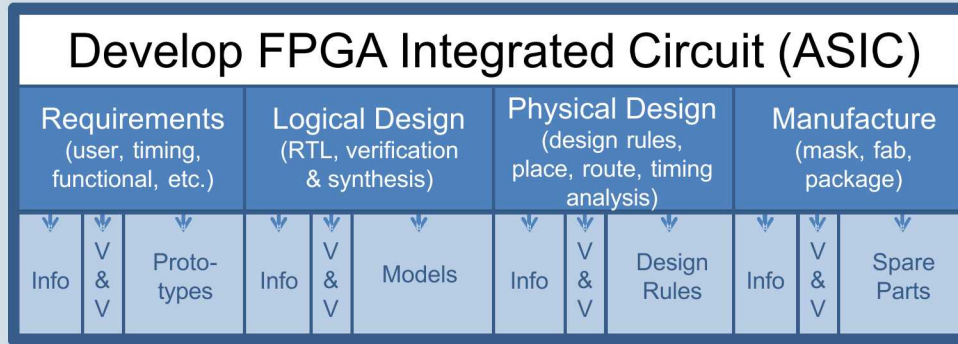 Develop FPGA Integrated Circuit (ASIC)
Requirements
(user, timing,
functional, etc.)
Logical Design
(RTL, verification
& synthesis)
Physical Design
(design rules,
place, route, timing
analysis)
Manufacture
(mask, fab,
package)
Info
V
&
V
Proto-
types
Info
V
&
V
Models
Info
V
&
V
Design
Rules
Info
V
&
V
Spare
Parts